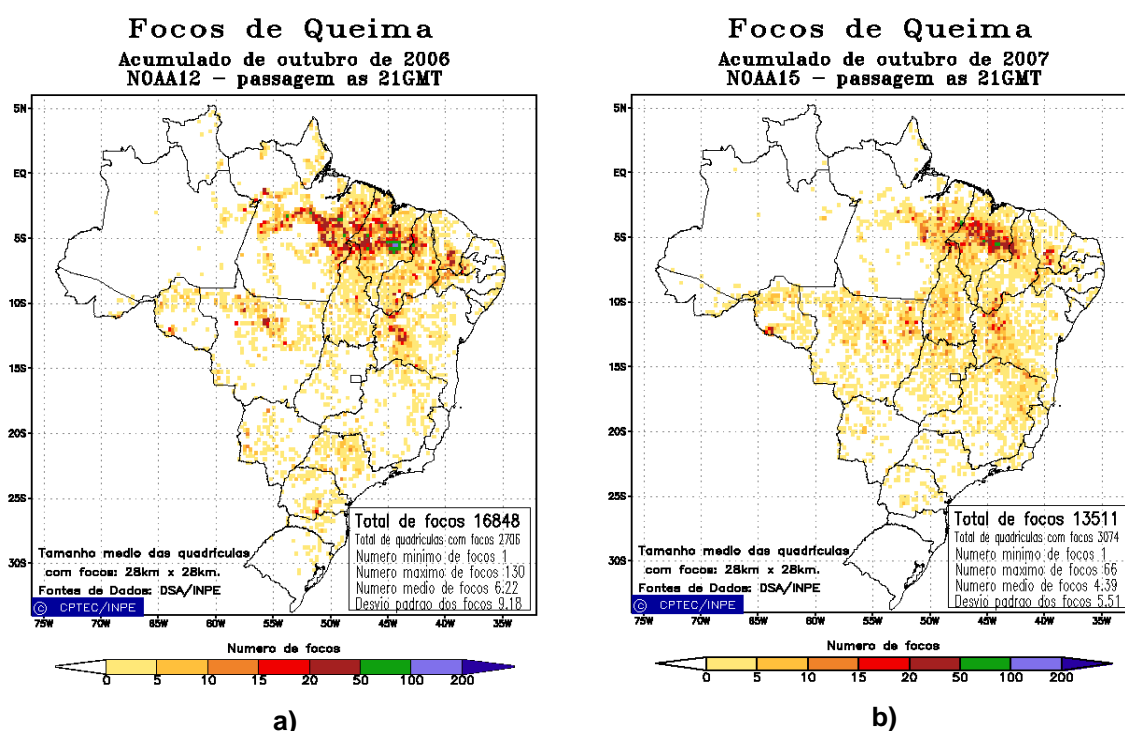 Focos de Queima
Acumulado de outubro de 2006
NOAA12 – passagem as 21GMT
5N
EQ
5S
10S
15S
20S
25S
30S
75W 70W 65W 60W 55W 50W 45W 40W 35W
Total de focos 16848
Total de quadriculas com focos 2706
Numero minimo de focos 1
Numero maximo de focos 130
Numero medio de focos 6.22
Desvio padrao dos focos 9.18
Tamanho medio das quadrículas
com focos: 28km x 28km.
Fontes de Dados: DSA/INPE
© CPTEC/INPE
Numero de focos
0 5 10 15 20 50 100 200
a)
Focos de Queima
Acumulado de outubro de 2007
NOAA15 – passagem as 21GMT
5N
EQ
5S
10S
15S
20S
25S
30S
75W 70W 65W 60W 55W 50W 45W 40W 35W
Total de focos 13511
Total de quadriculas com focos 3074
Numero minimo de focos 1
Numero maximo de focos 66
Numero medio de focos 4.39
Desvio padrao dos focos 5.51
Tamanho medio das quadrículas
com focos: 28km x 28km.
Fontes de Dados: DSA/INPE
© CPTEC/INPE
Numero de focos
0 5 10 15 20 50 100 200
b)